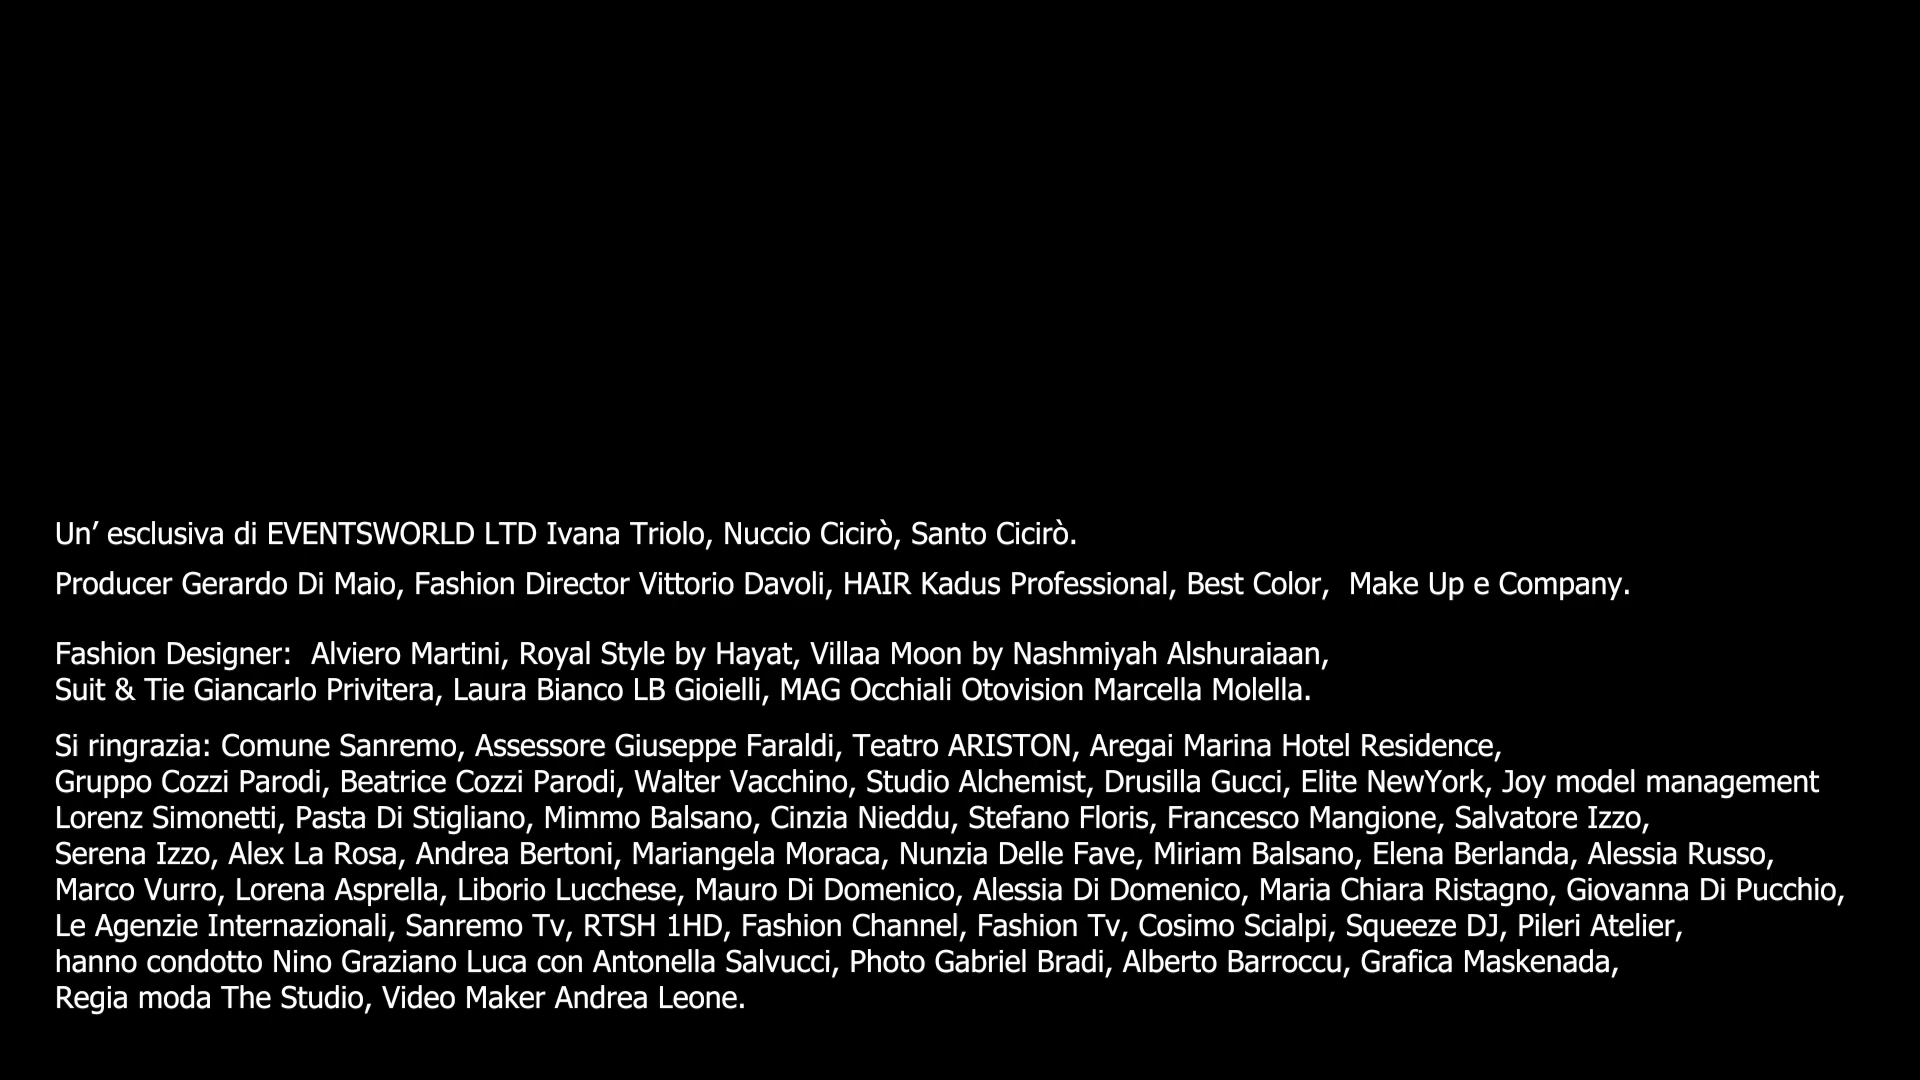 Un’ esclusiva di EVENTSWORLD LTD Ivana Triolo, Nuccio Cicirò, Santo Cicirò.
Producer Gerardo Di Maio, Fashion Director Vittorio Davoli, HAIR Kadus Professional, Best Color,  Make Up e Company.
Fashion Designer:  Alviero Martini, Royal Style by Hayat, Villaa Moon by Nashmiyah Alshuraiaan,
Suit & Tie Giancarlo Privitera, Laura Bianco LB Gioielli, MAG Occhiali Otovision Marcella Molella.
Si ringrazia: Comune Sanremo, Assessore Giuseppe Faraldi, Teatro ARISTON, Aregai Marina Hotel Residence,
Gruppo Cozzi Parodi, Beatrice Cozzi Parodi, Walter Vacchino, Studio Alchemist, Drusilla Gucci, Elite NewYork, Joy model management
Lorenz Simonetti, Pasta Di Stigliano, Mimmo Balsano, Cinzia Nieddu, Stefano Floris, Francesco Mangione, Salvatore Izzo,
Serena Izzo, Alex La Rosa, Andrea Bertoni, Mariangela Moraca, Nunzia Delle Fave, Miriam Balsano, Elena Berlanda, Alessia Russo,
Marco Vurro, Lorena Asprella, Liborio Lucchese, Mauro Di Domenico, Alessia Di Domenico, Maria Chiara Ristagno, Giovanna Di Pucchio,
Le Agenzie Internazionali, Sanremo Tv, RTSH 1HD, Fashion Channel, Fashion Tv, Cosimo Scialpi, Squeeze DJ, Pileri Atelier,
hanno condotto Nino Graziano Luca con Antonella Salvucci, Photo Gabriel Bradi, Alberto Barroccu, Grafica Maskenada,
Regia moda The Studio, Video Maker Andrea Leone.